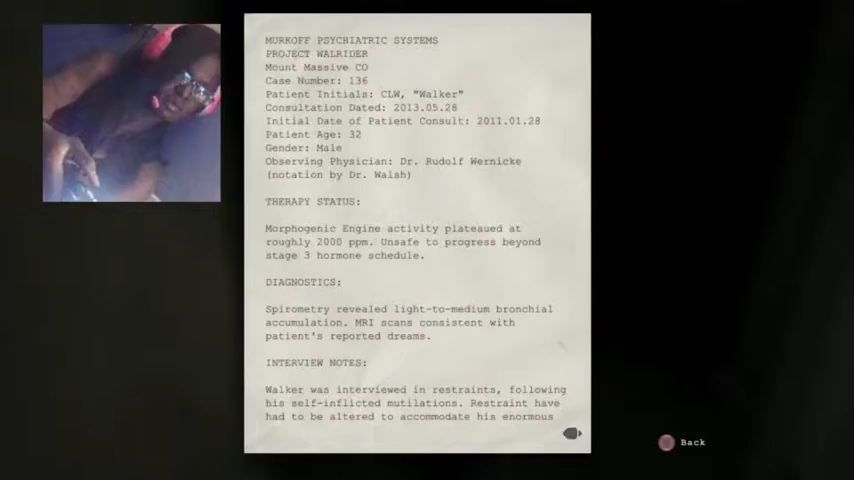 MURKOFF PSYCHIATRIC SYSTEMS
PROJECT WALRIDER
Mount Massive CO
Case Number: 136
Patient Initials: CLW, "Walker"
Consultation Dated: 2013.05.28
Initial Date of Patient Consult: 2011.01.28
Patient Age: 32
Gender: Male
Observing Physician: Dr. Rudolf Wernicke
(notation by Dr. Walsh)
THERAPY STATUS:
Morphogenic Engine activity plateaued at
roughly 2000 ppm. Unsafe to progress beyond
stage 3 hormone schedule.
DIAGNOSTICS:
Spirometry revealed light-to-medium bronchial
accumulation. MRI scans consistent with
patient's reported dreams.
INTERVIEW NOTES:
Walker was interviewed in restraints, following
his self-inflicted mutilations. Restraint have
had to be altered to accommodate his enormous
Back